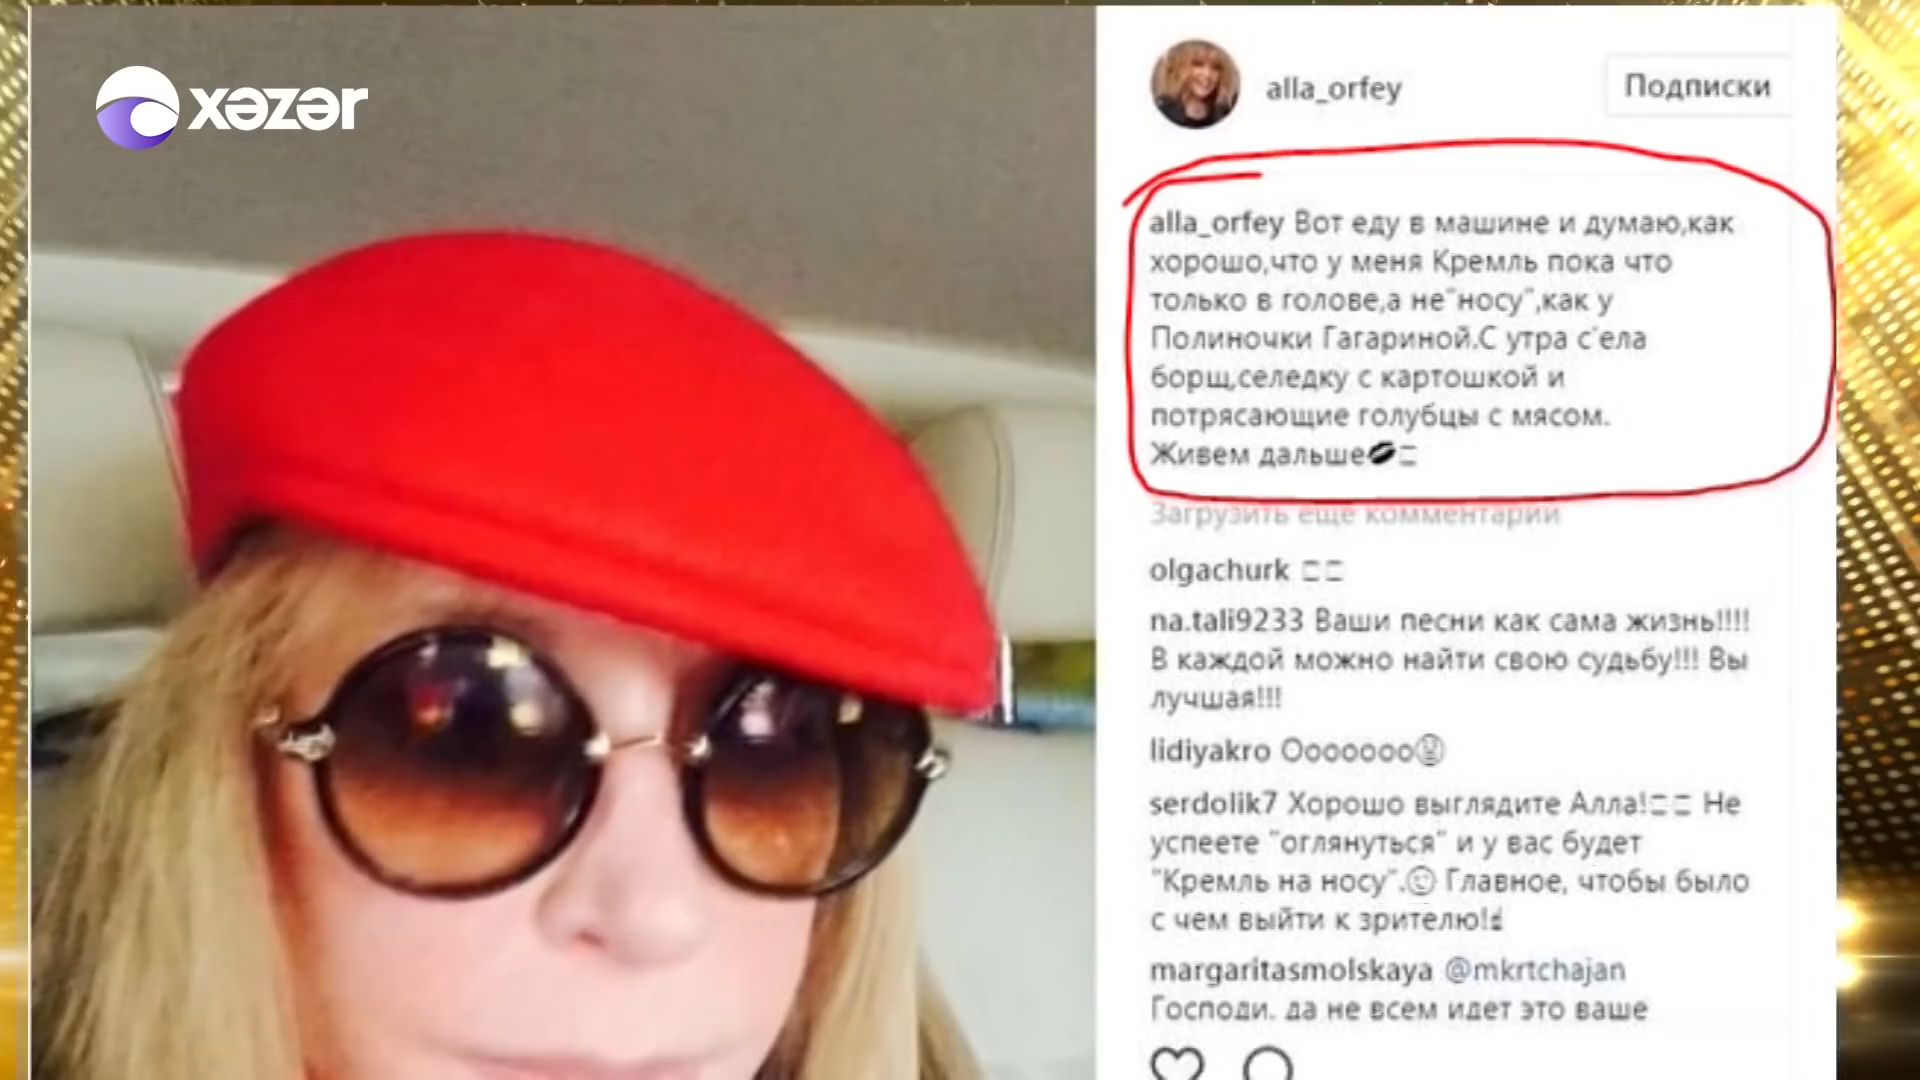 xəzər
alla_orfey
Подписки
alla_orfey Вот еду в машине и думаю,как
хорошо,что у меня Кремль пока что
только в голове,а не"носу",как у
Полиночки Гагариной.С утра с'ела
борщ,селедку с картошкой и
потрясающие голубцы с мясом.
Живем дальше
Загрузить еще комментарии
olgachurk
na.tali9233 Ваши песни как сама жизнь!!!!
В каждой можно найти свою судьбу!!! Вы
лучшая!!!
lidiyakro Ооооооо
serdolik7 Хорошо выглядите Алла! Не
успеете "оглянуться" и у вас будет
"Кремль на носу". Главное, чтобы было
с чем выйти к зрителю!
margaritasmolskaya @mkrtchajan
Господи. да не всем идет это ваше